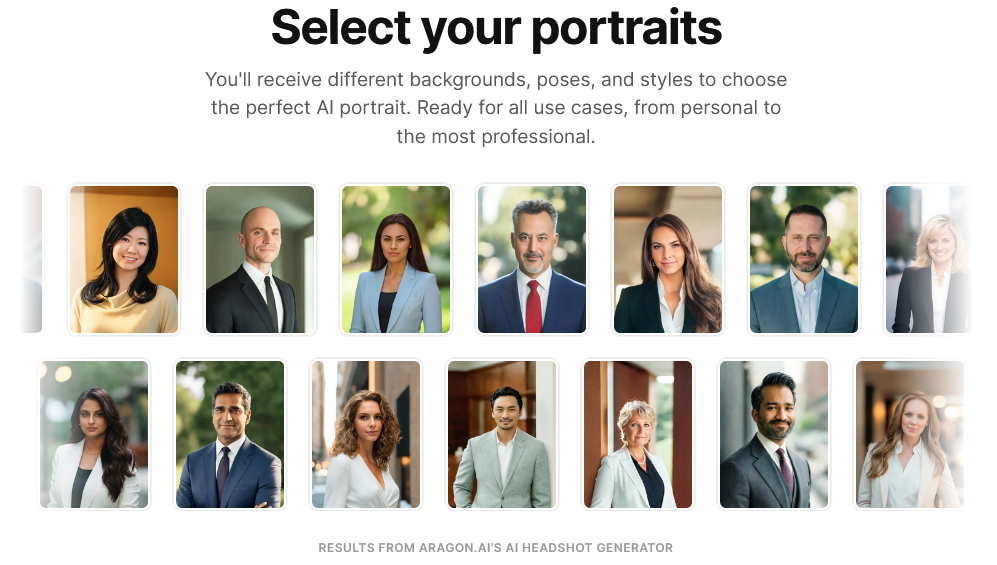 Select your portraits
You'll receive different backgrounds, poses, and styles to choose
the perfect AI portrait. Ready for all use cases, from personal to
the most professional.
RESULTS FROM ARAGON.AI'S AI HEADSHOT GENERATOR